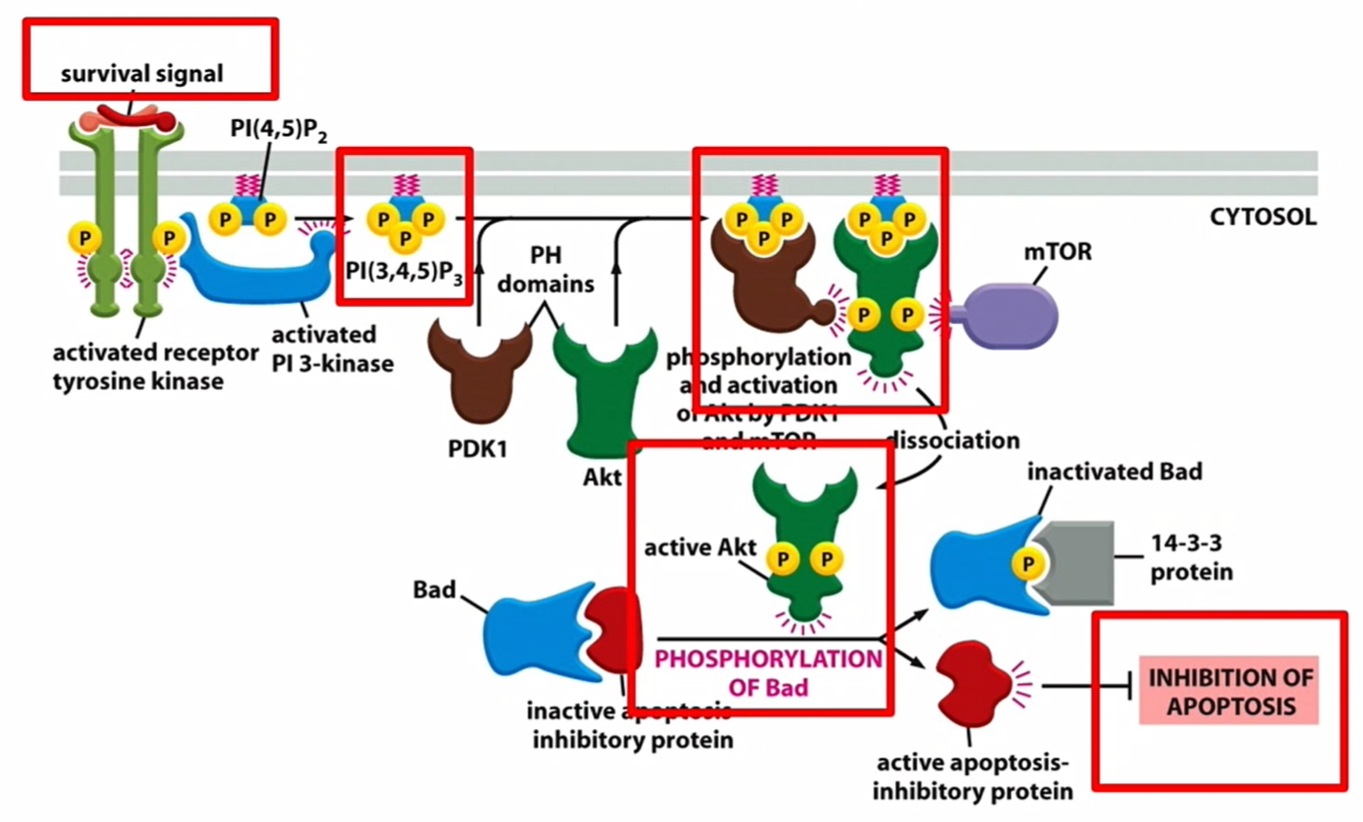 survival signal
PI(4,5)P2
P
P
P
P
P
P
P
P
P
P
P
P
P
CYTOSOL
PI(3,4,5)P3
PH
domains
mTOR
P
P
activated receptor
tyrosine kinase
activated
PI 3-kinase
PDK1
Akt
phosphorylation
and activation
of Akt by PDK1
and mTOR
dissociation
inactivated Bad
active Akt
P
P
P
14-3-3
protein
Bad
PHOSPHORYLATION
OF Bad
inactive apoptosis
inhibitory protein
INHIBITION OF
APOPTOSIS
active apoptosis-
inhibitory protein